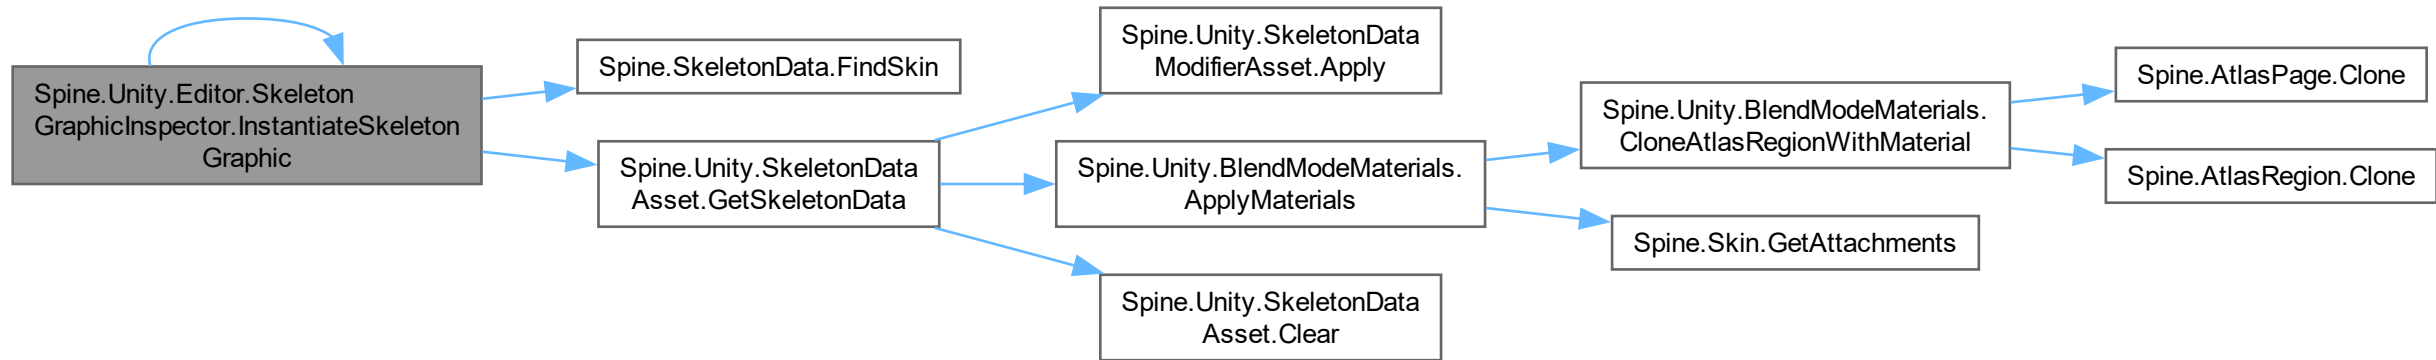 Spine.Unity.Editor.Skeleton
GraphicInspector.InstantiateSkeleton
Graphic
Spine.SkeletonData.FindSkin
Spine.Unity.SkeletonData
Asset.GetSkeletonData
Spine.Unity.SkeletonData
ModifierAsset.Apply
Spine.Unity.BlendModeMaterials.
ApplyMaterials
Spine.Unity.SkeletonData
Asset.Clear
Spine.Unity.BlendModeMaterials.
CloneAtlasRegionWithMaterial
Spine.Skin.GetAttachments
Spine.AtlasPage.Clone
Spine.AtlasRegion.Clone